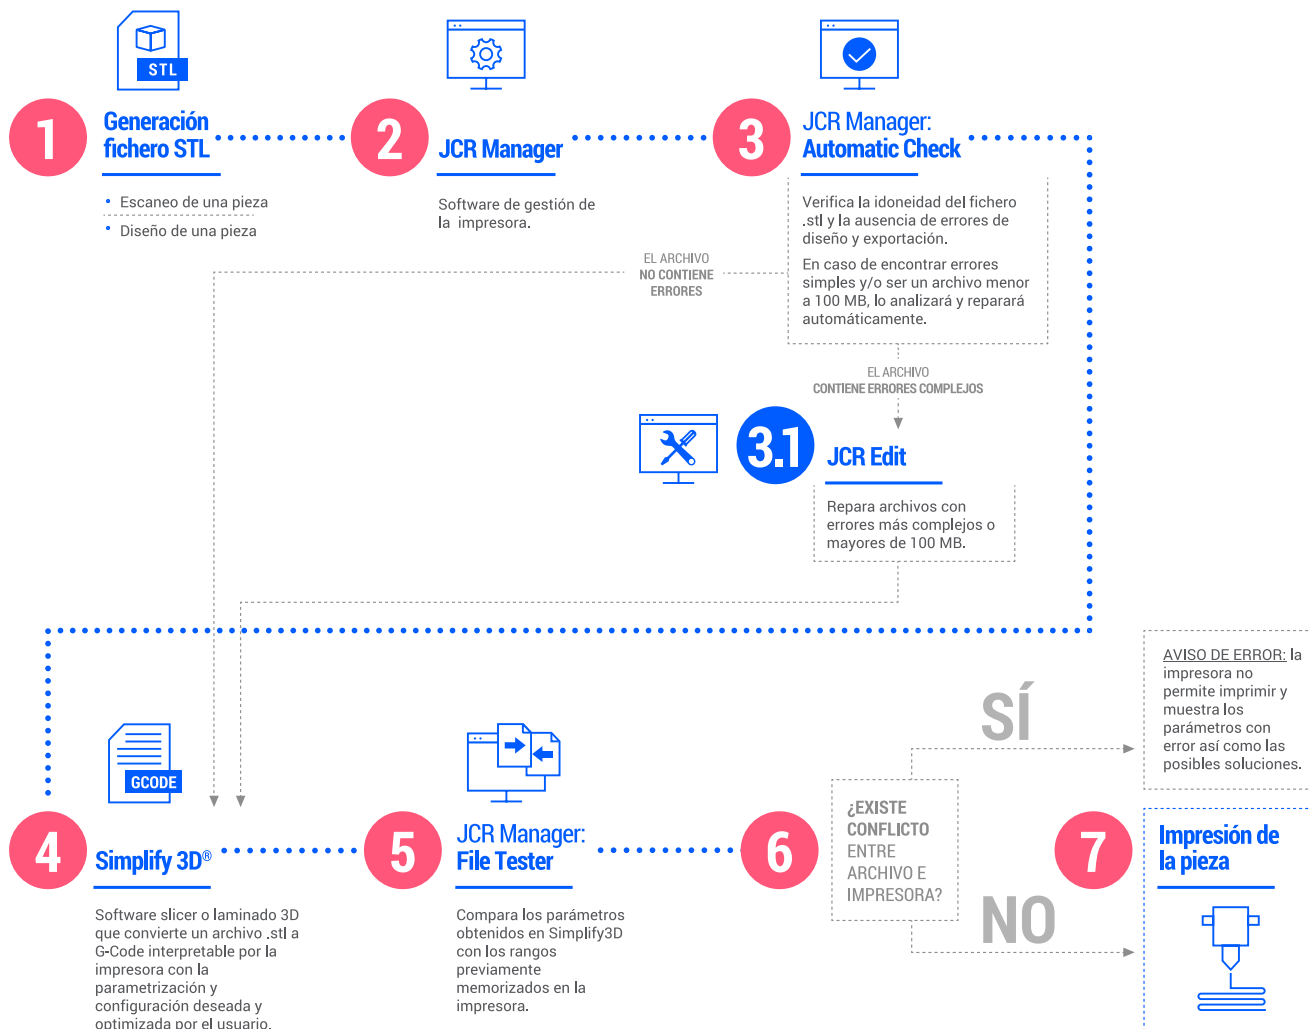 STL
1
Generación
fichero STL
• Escaneo de una pieza
• Diseño de una pieza
2
JCR Manager
Software de gestión de
la impresora.
3
JCR Manager:
Automatic Check
Verifica la idoneidad del fichero
.stl y la ausencia de errores de
diseño y exportación.
En caso de encontrar errores
simples y/o ser un archivo menor
a 100 MB, lo analizará y reparará
automáticamente.
EL ARCHIVO
NO CONTIENE
ERRORES
EL ARCHIVO
CONTIENE ERRORES COMPLEJOS
3.1
JCR Edit
Repara archivos con
errores más complejos o
mayores de 100 MB.
GCODE
4
Simplify 3D®
Software slicer o laminado 3D
que convierte un archivo .stl a
G-Code interpretable por la
impresora con la
parametrización y
configuración deseada y
optimizada por el usuario.
5
JCR Manager:
File Tester
Compara los parámetros
obtenidos en Simplify3D
con los rangos
previamente
memorizados en la
impresora.
6
¿EXISTE
CONFLICTO
ENTRE
ARCHIVO E
IMPRESORA?
SÍ
AVISO DE ERROR: la
impresora no
permite imprimir y
muestra los
parámetros con
error así como las
posibles soluciones.
NO
7
Impresión de
la pieza